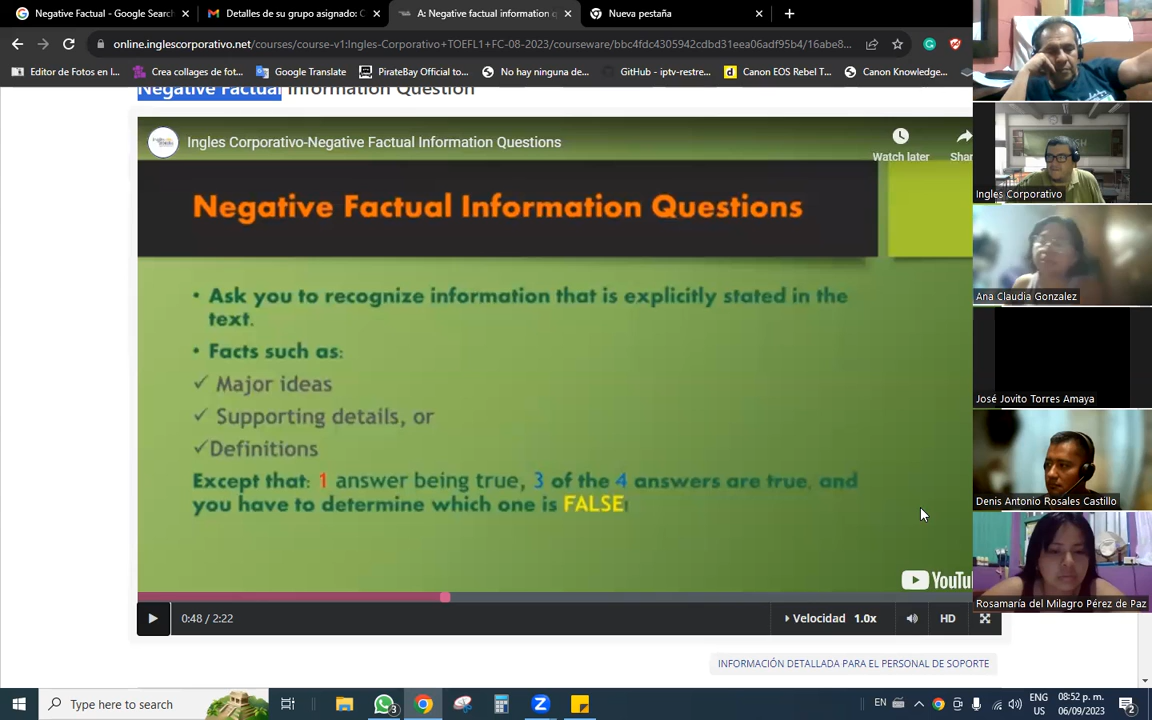 Negative Factual - Google Search
Detalles de su grupo asignado: C
A: Negative factual information q
Nueva pestaña
online.inglescorporativo.net/courses/course-v1:Ingles-Corporativo+TOEFL1+FC-08-2023/courseware/bbc4fdc4305942cdbd31eea06adf95b4/16abe8...
Editor de Fotos en l...
Crea collages de fot...
Google Translate
PirateBay Official to...
No hay ninguna de...
GitHub - iptv-restre...
Canon EOS Rebel T...
Canon Knowledge...
Negative Factual Information Question
Ingles Corporativo-Negative Factual Information Questions
Watch later
Shar
Negative Factual Information Questions
• Ask you to recognize information that is explicitly stated in the
text.
• Facts such as:
✓ Major ideas
✓ Supporting details, or
✓Definitions
Except that: 1 answer being true, 3 of the 4 answers are true, and
you have to determine which one is FALSE!
YouTu
0:48 / 2:22
Velocidad 1.0x
HD
INFORMACIÓN DETALLADA PARA EL PERSONAL DE SOPORTE
Ingles Corporativo
Ana Claudia Gonzalez
José Jovito Torres Amaya
Denis Antonio Rosales Castillo
Rosamaría del Milagro Pérez de Paz
Type here to search
3
EN
ENG
US
08:52 p. m.
06/09/2023
2